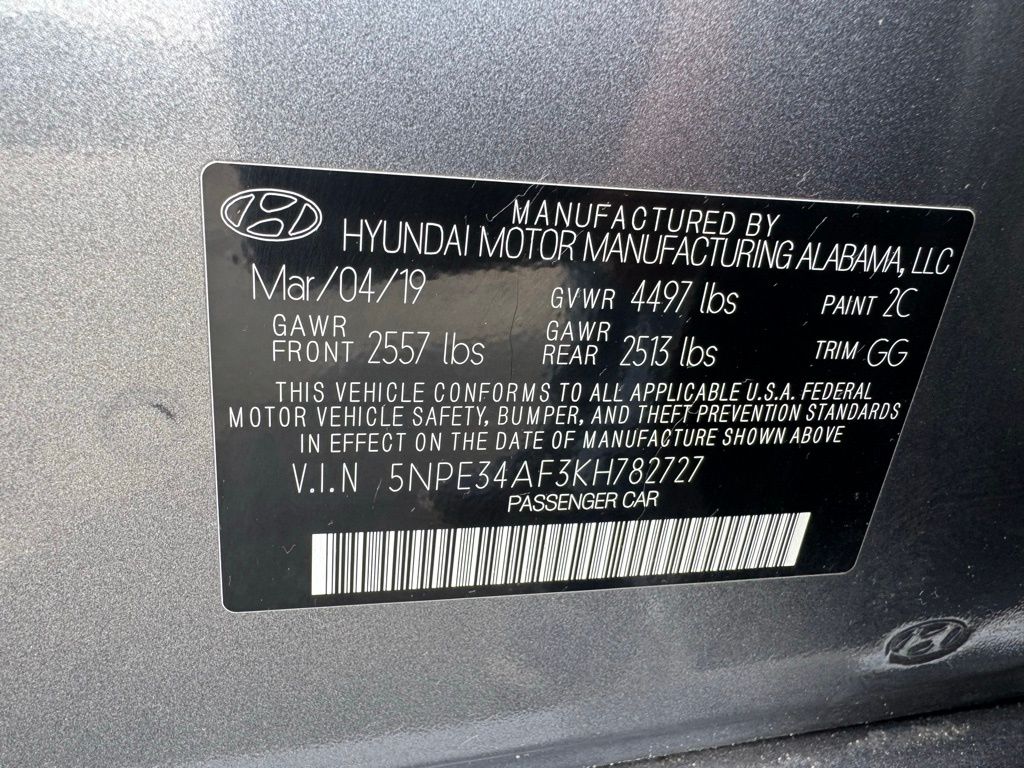 MANUFACTURED BY
HYUNDAI MOTOR MANUFACTURING ALABAMA, LLC
Mar/04/19 GVWR 4497 lbs PAINT 2C
GAWR FRONT 2557 lbs GAWR REAR 2513 lbs TRIM GG
THIS VEHICLE CONFORMS TO ALL APPLICABLE U.S.A. FEDERAL
MOTOR VEHICLE SAFETY, BUMPER, AND THEFT PREVENTION STANDARDS
IN EFFECT ON THE DATE OF MANUFACTURE SHOWN ABOVE
V.I.N 5NPE34AF3KH782727
PASSENGER CAR